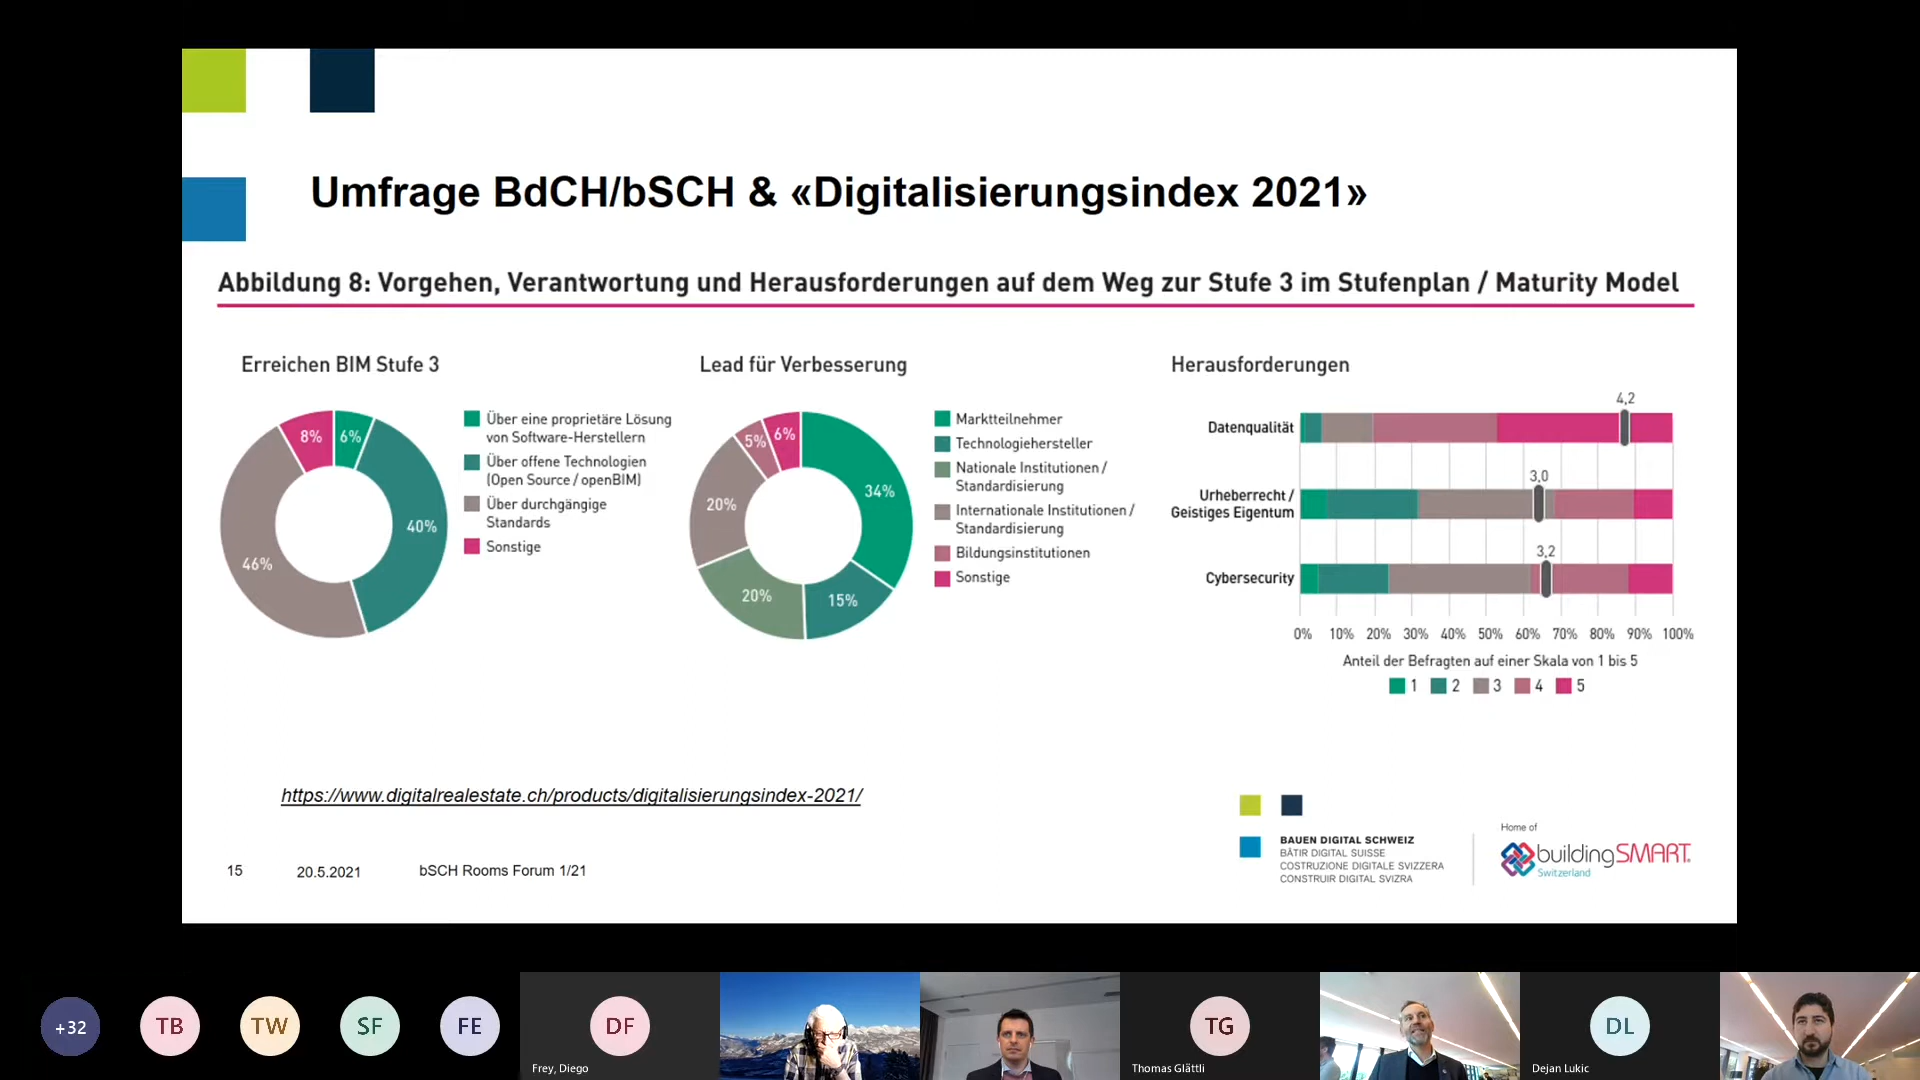 Umfrage BdCH/bSCH & «Digitalisierungsindex 2021»
Abbildung 8: Vorgehen, Verantwortung und Herausforderungen auf dem Weg zur Stufe 3 im Stufenplan / Maturity Model
Erreichen BIM Stufe 3
8%
6%
40%
46%
Über eine proprietäre Lösung
von Software-Herstellern
Über offene Technologien
(Open Source / openBIM)
Über durchgängige
Standards
Sonstige
Lead für Verbesserung
5%
6%
34%
20%
20%
15%
Marktteilnehmer
Technologiehersteller
Nationale Institutionen /
Standardisierung
Internationale Institutionen /
Standardisierung
Bildungsinstitutionen
Sonstige
Herausforderungen
4,2
Datenqualität
3,0
Urheberrecht /
Geistiges Eigentum
3,2
Cybersecurity
0% 10% 20% 30% 40% 50% 60% 70% 80% 90% 100%
Anteil der Befragten auf einer Skala von 1 bis 5
1 2 3 4 5
https://www.digitalrealestate.ch/products/digitalisierungsindex-2021/
15 20.5.2021 bSCH Rooms Forum 1/21
BAUEN DIGITAL SCHWEIZ
BÂTIR DIGITAL SUISSE
COSTRUZIONE DIGITALE SVIZZERA
CONSTRUIR DIGITAL SVIZRA
Home of
buildingSMART
Switzerland
+32 TB TW SF FE DF TG DL
Frey, Diego
Thomas Glättli
Dejan Lukic